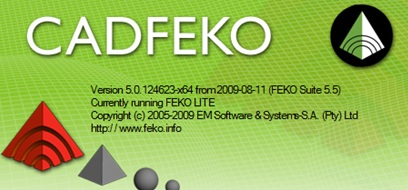 CADFEKO
Version 5.0.124623-x64 from 2009-08-11 (FEKO Suite 5.5)
Currently running FEKO LITE
Copyright (c) 2005-2009 EM Software & Systems-S.A. (Pty) Ltd
http://www.feko.info